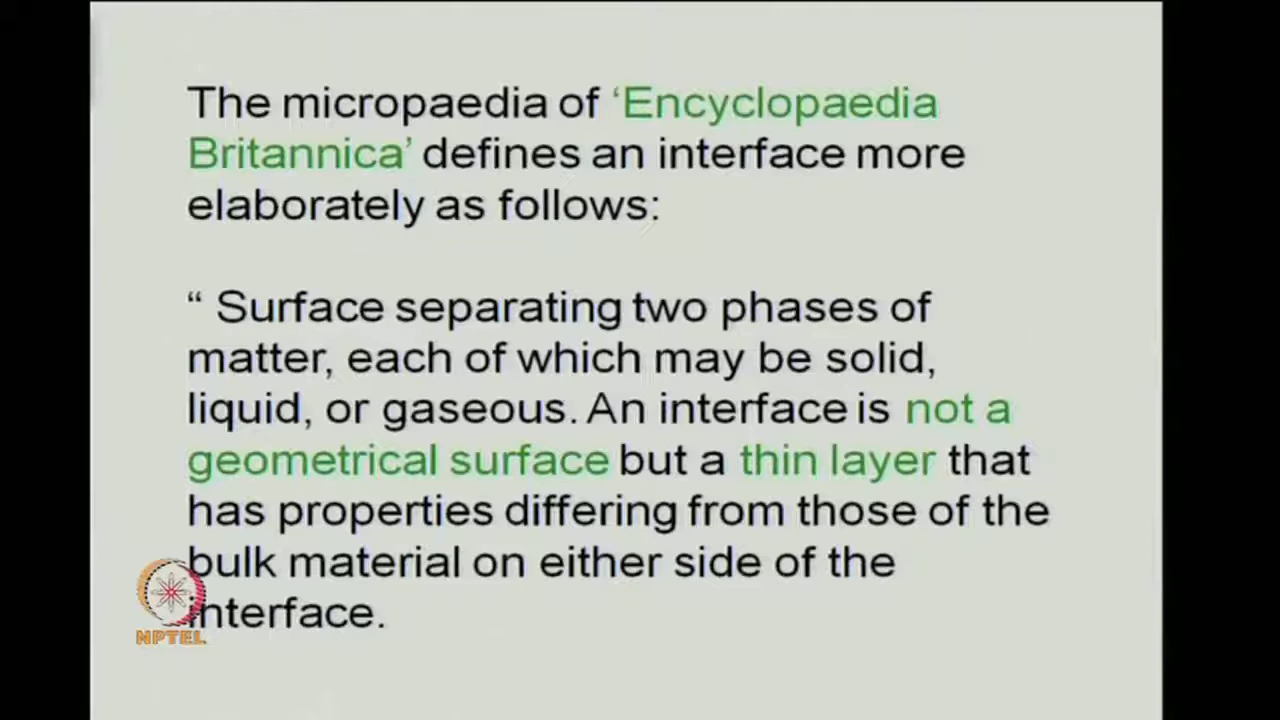 The micropaedia of ‘Encyclopaedia
Britannica’ defines an interface more
elaborately as follows:
“ Surface separating two phases of
matter, each of which may be solid,
liquid, or gaseous. An interface is not a
geometrical surface but a thin layer that
has properties differing from those of the
bulk material on either side of the
interface.
NPTEL